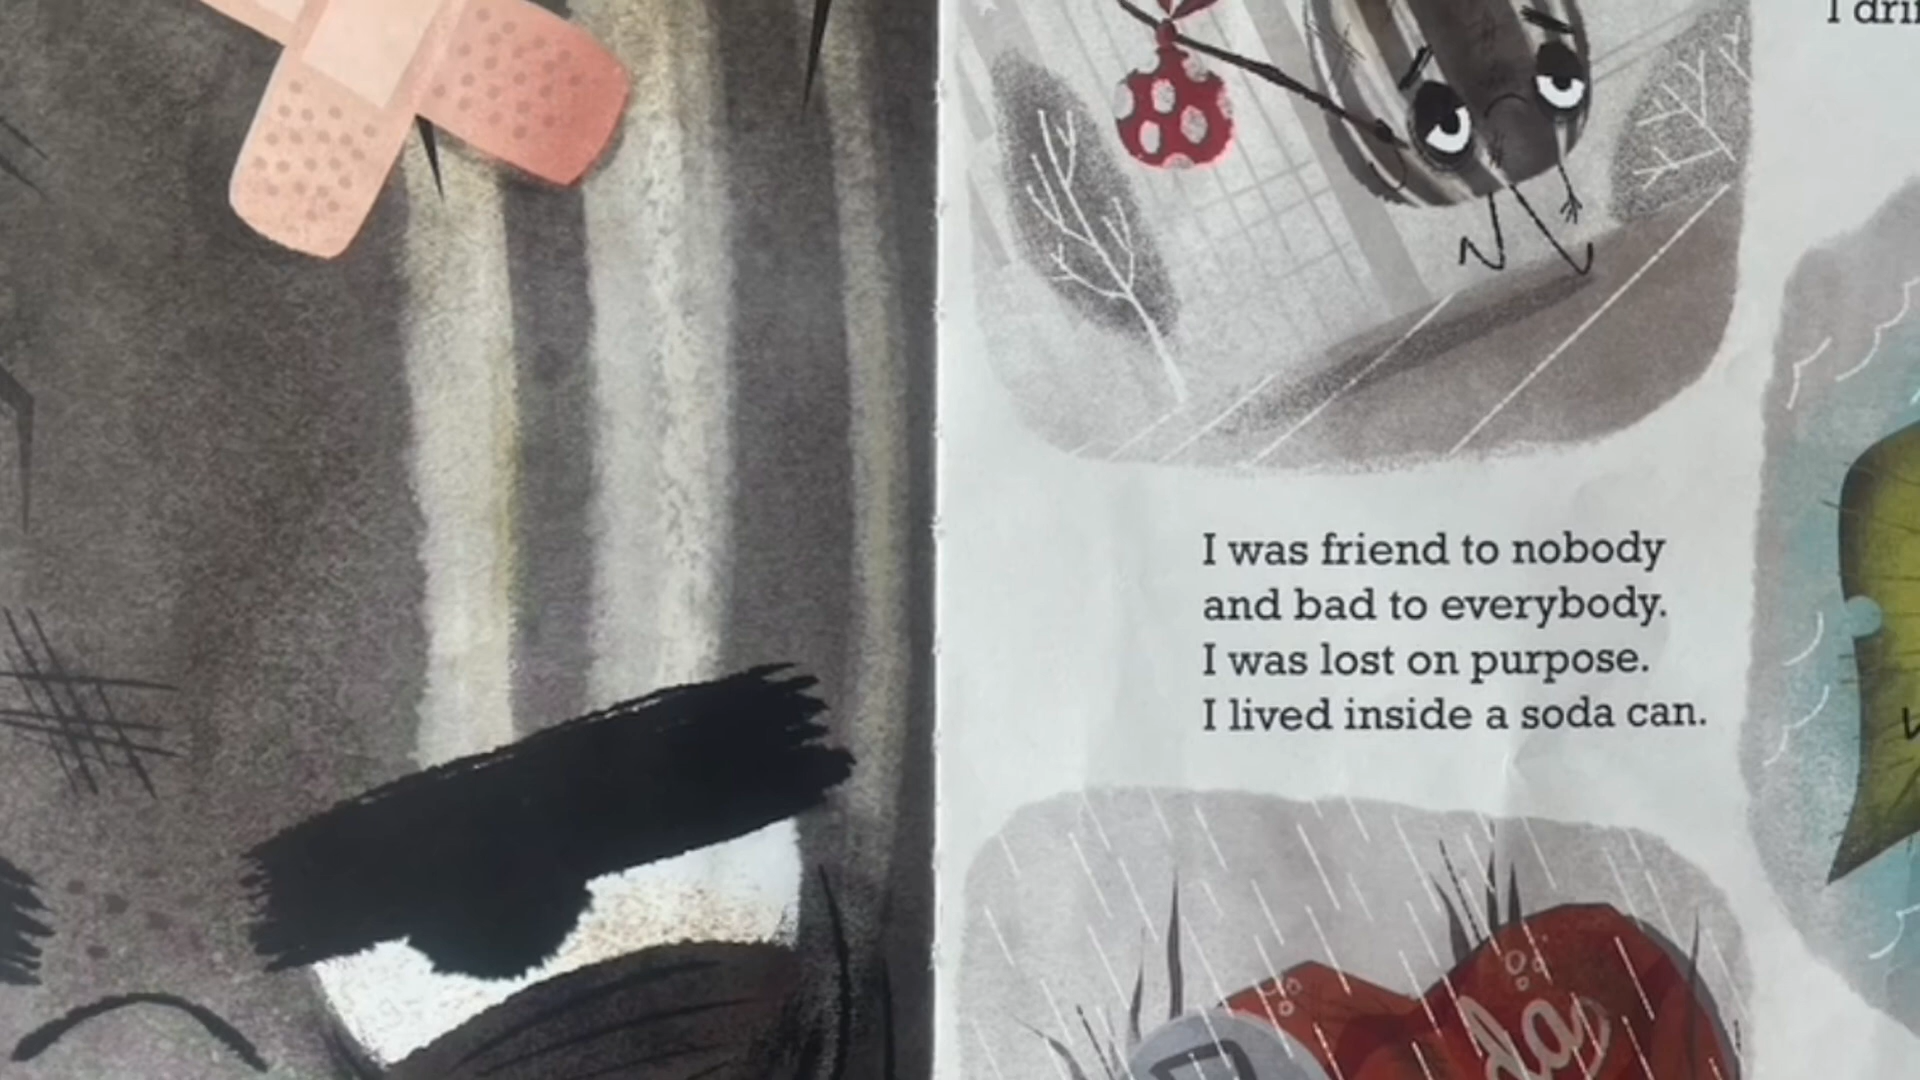 I was friend to nobody
and bad to everybody.
I was lost on purpose.
I lived inside a soda can.